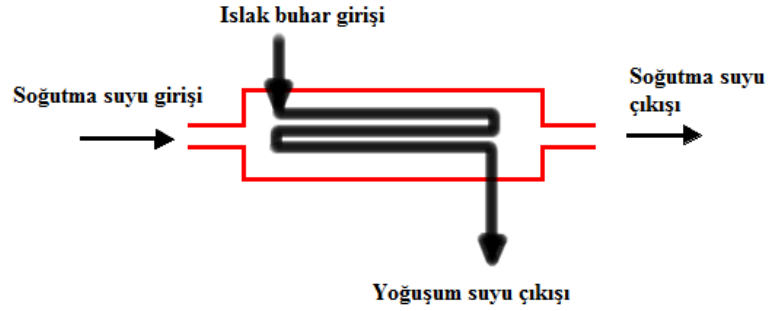 Islak buhar girişi
Soğutma suyu girişi
Soğutma suyu
çıkışı
Yoğuşum suyu çıkışı